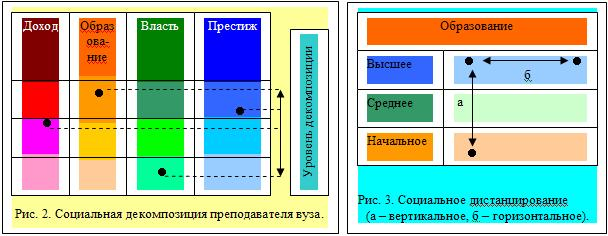 Доход
Образ
ова-
ние
Власть
Престиж
Уровень декомпозиции
Рис. 2. Социальная декомпозиция преподавателя вуза.
Образование
Высшее
б
Среднее
а
Начальное
Рис. 3. Социальное дистанцирование
(а – вертикальное, б – горизонтальное).